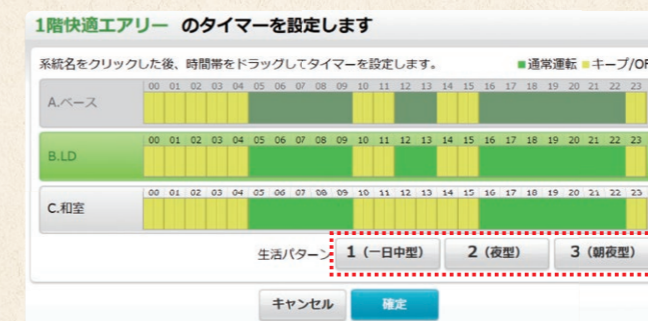 1階快適エアリー のタイマーを設定します
系統名をクリックした後、時間帯をドラッグしてタイマーを設定します。 ■通常運転 ■キープ/OF
00 01 02 03 04 05 06 07 08 09 10 11 12 13 14 15 16 17 18 19 20 21 22 23
A.ベース
00 01 02 03 04 05 06 07 08 09 10 11 12 13 14 15 16 17 18 19 20 21 22 23
B.LD
00 01 02 03 04 05 06 07 08 09 10 11 12 13 14 15 16 17 18 19 20 21 22 23
C.和室
生活パターン 1（一日中型） 2（夜型） 3（朝夜型）
キャンセル 確定